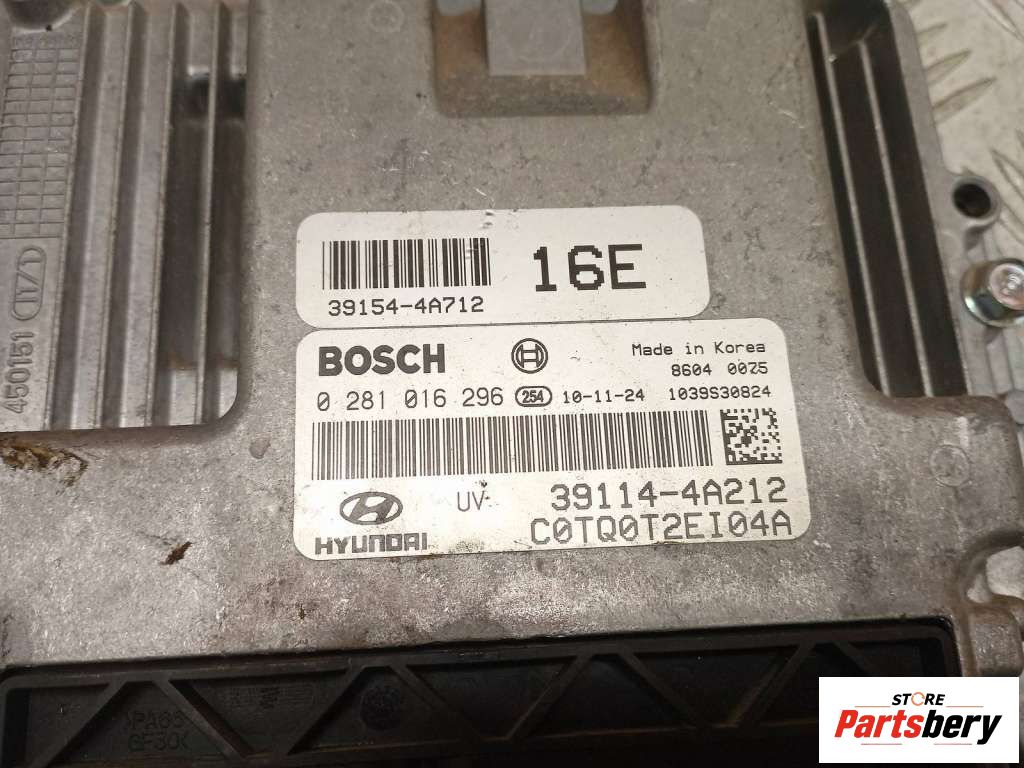 16E
39154-4A712
BOSCH
Made in Korea
8604 00Z5
0 281 016 296 254 10-11-24 1039S30824
UV-
39114-4A212
HYUNDAI
C0TQ0T2EI04A
450151
STORE
Partsbery